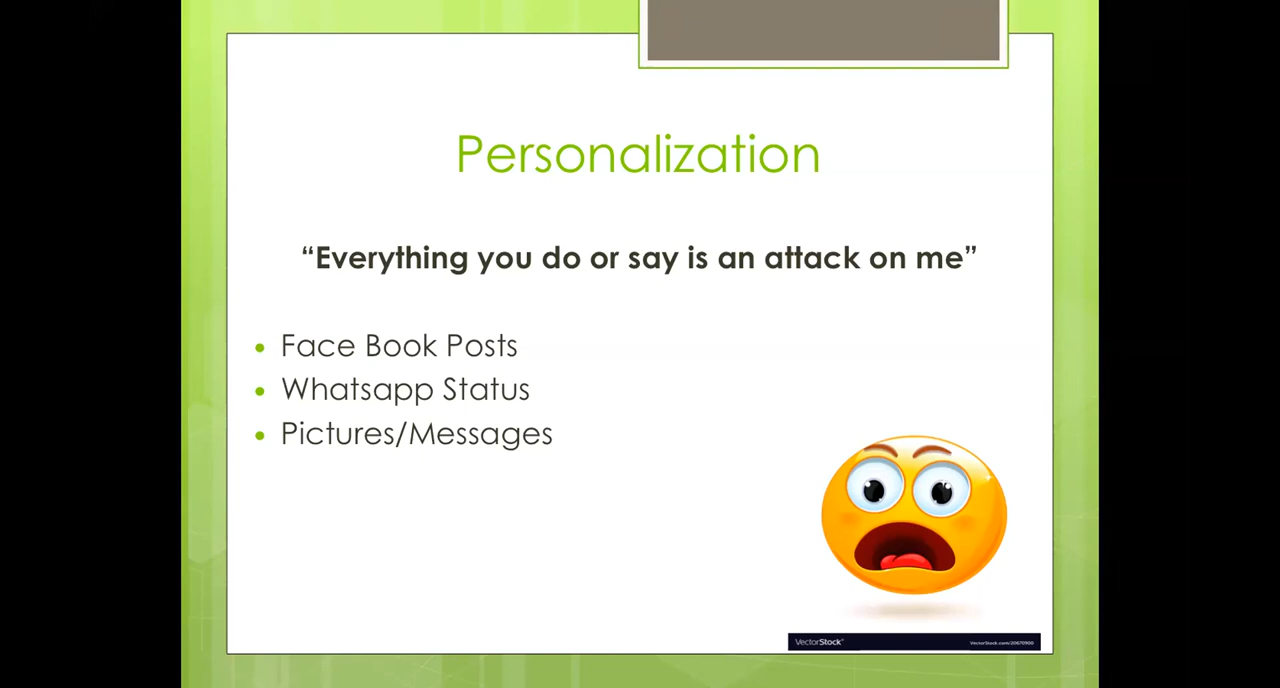 Personalization
“Everything you do or say is an attack on me”
• Face Book Posts
• Whatsapp Status
• Pictures/Messages
VectorStock®
VectorStock.com/20670900